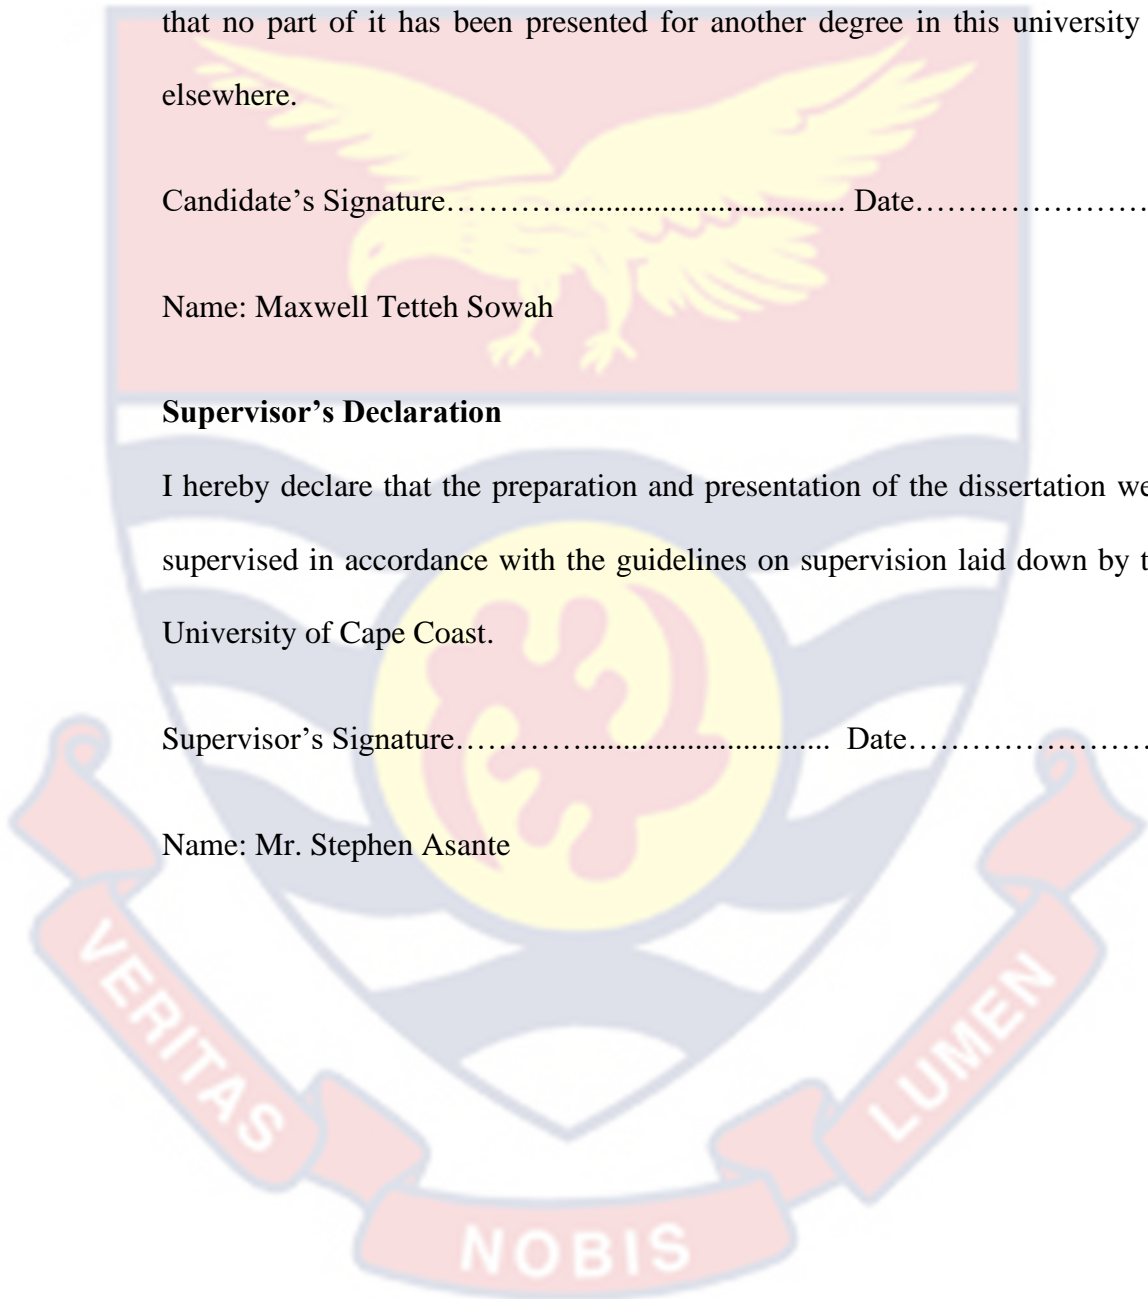 that no part of it has been presented for another degree in this university
elsewhere.
Candidate’s Signature…………................................. Date……………………
Name: Maxwell Tetteh Sowah
Supervisor’s Declaration
I hereby declare that the preparation and presentation of the dissertation we
supervised in accordance with the guidelines on supervision laid down by t
University of Cape Coast.
Supervisor’s Signature………….............................. Date……………………
Name: Mr. Stephen Asante
VERITAS
NOBIS
LUMEN